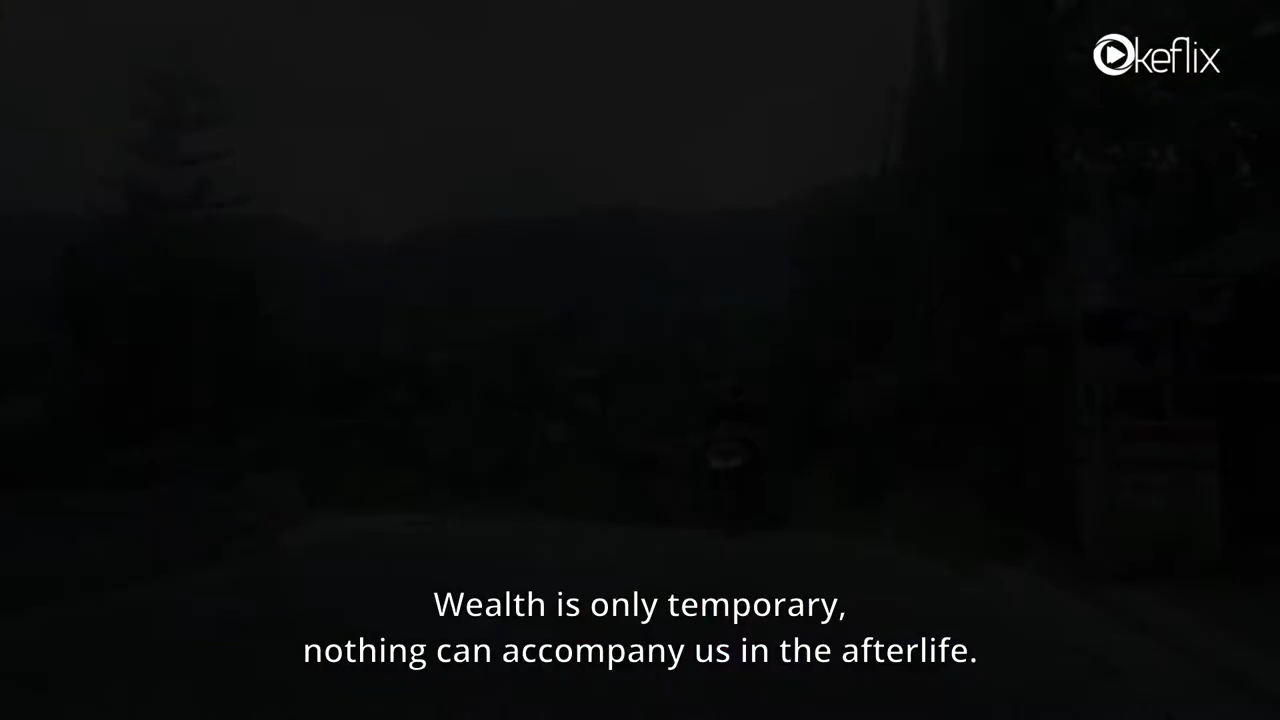 Okeflix
Wealth is only temporary,
nothing can accompany us in the afterlife.